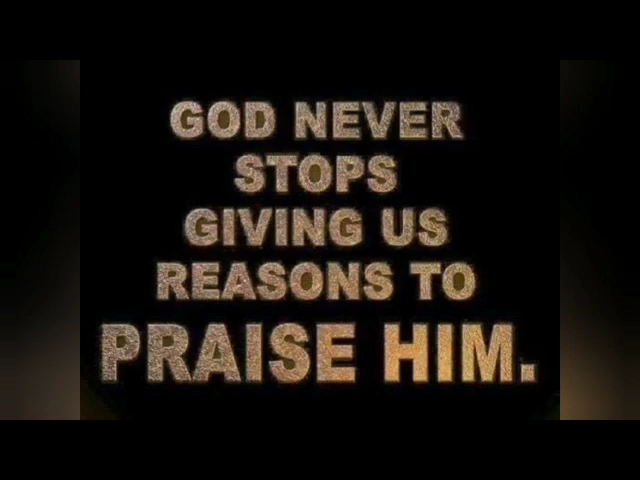 GOD NEVER
STOPS
GIVING US
REASONS TO
PRAISE HIM.